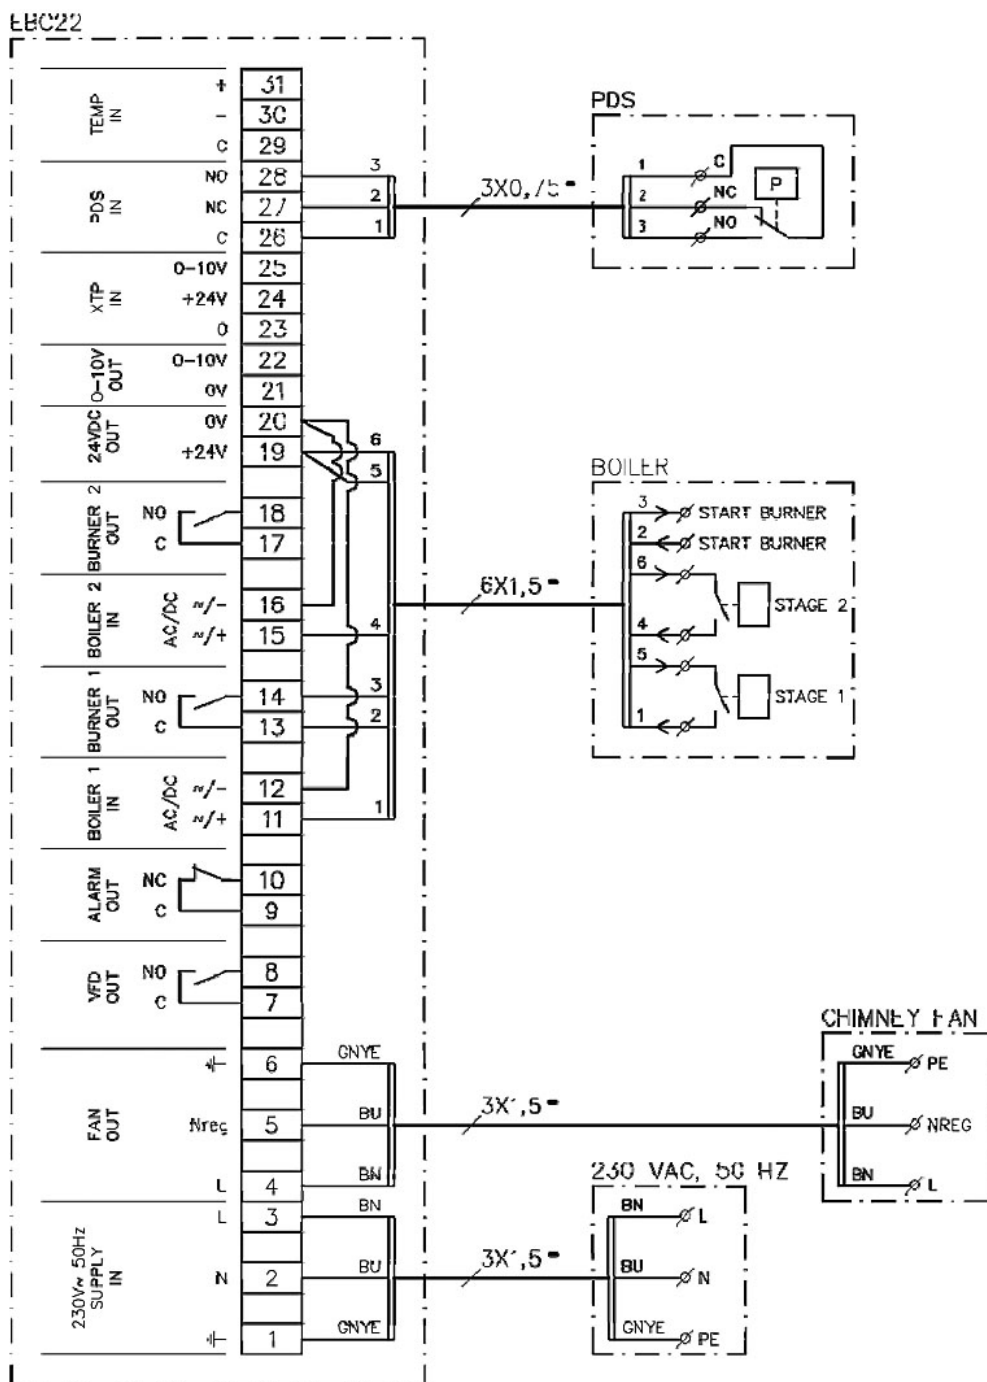 EBC22
TEMP IN
+ 31
- 30
C 29
PDS IN
NO 28 3
NC 27 2
C 26 1
3X0,75
PDS
1 C
2 NC
3 NO
P
XTP IN
0-10V 25
+24V 24
0 23
0-10V OUT
0-10V 22
0V 21
24VDC OUT
0V 20
+24V 19
6
5
BURNER 2 OUT
NO 18
C 17
BOILER 2 IN
AC/DC
~/- 16
~/+ 15 4
BURNER 1 OUT
NO 14 3
C 13 2
BOILER 1 IN
AC/DC
~/- 12
~/+ 11 1
6X1,5
BOILER
3 START BURNER
2 START BURNER
6
STAGE 2
4
5
STAGE 1
1
ALARM OUT
NC 10
C 9
VFD OUT
NO 8
C 7
FAN OUT
6 GNYE
Nreg 5 BU
L 4 BN
3X1,5
CHIMNEY FAN
GNYE PE
BU NREG
BN L
230V~ 50Hz SUPPLY IN
L 3 BN
N 2 BU
1 GNYE
3X1,5
230 VAC, 50 HZ
BN L
BU N
GNYE PE